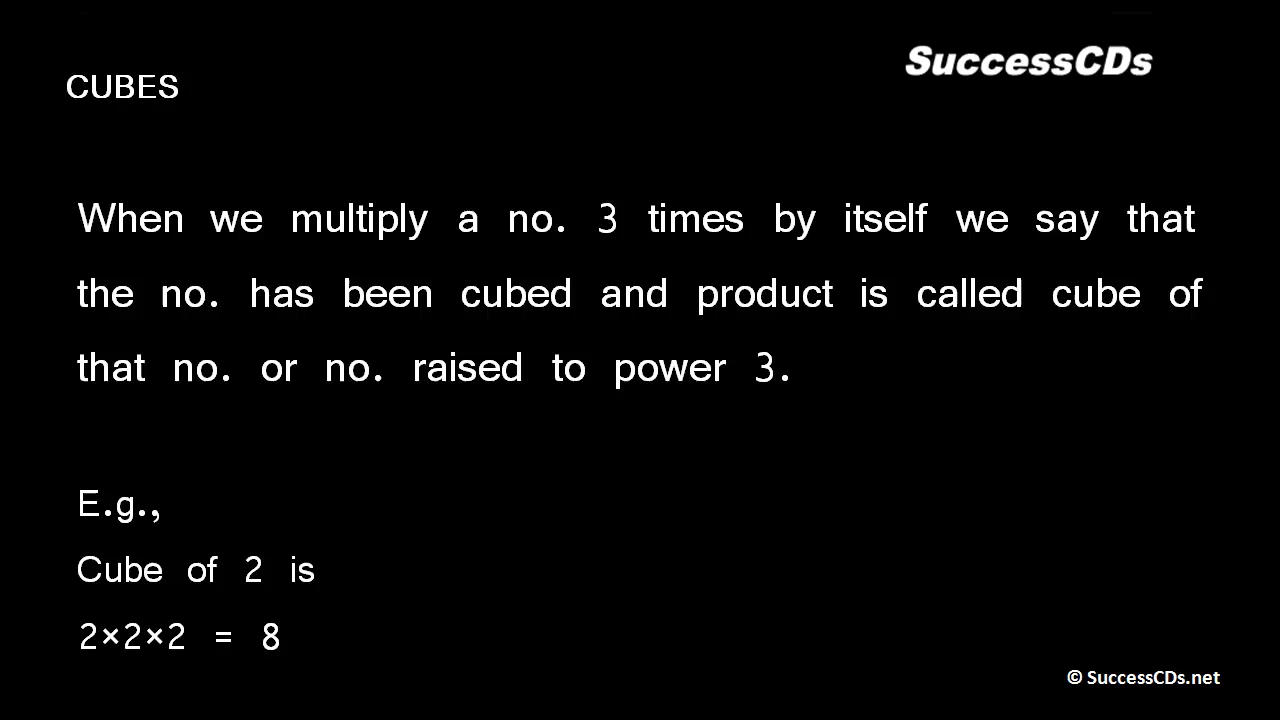 SuccessCDs
CUBES
When we multiply a no. 3 times by itself we say that
the no. has been cubed and product is called cube of
that no. or no. raised to power 3.
E.g.,
Cube of 2 is
2×2×2 = 8
© SuccessCDs.net